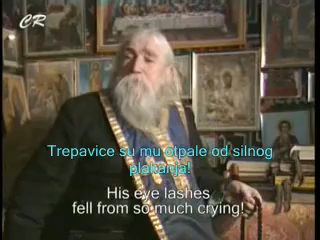 CR
Trepavice su mu otpale od silnog
plakanja!
His eye lashes
fell from so much crying!